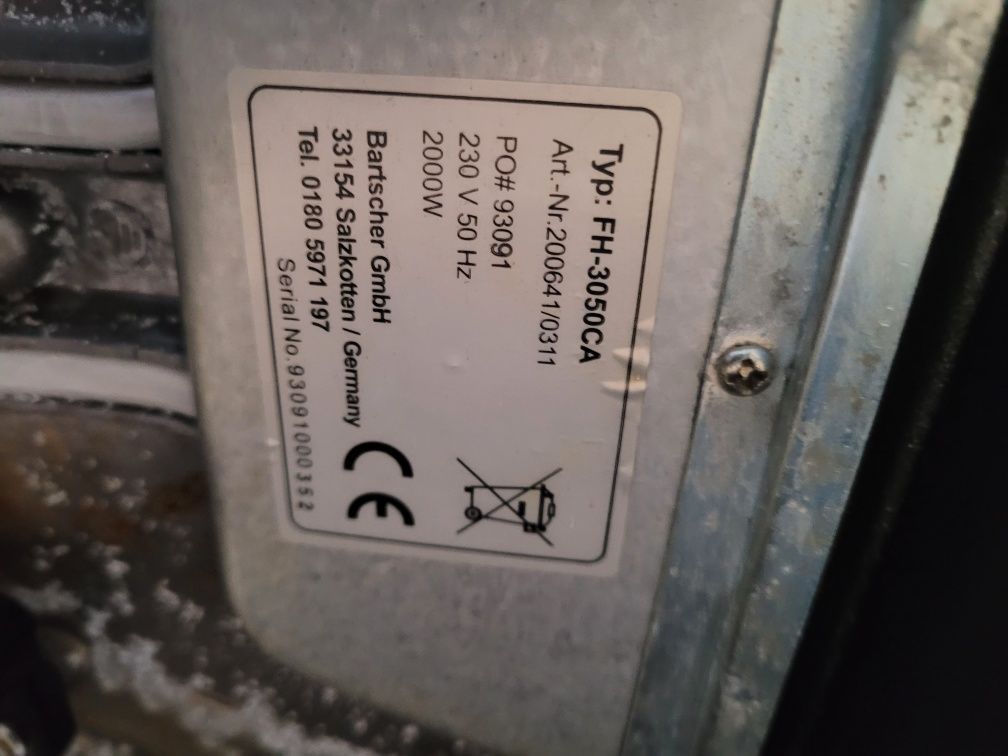 Typ: FH-3050CA
Art.-Nr.200641/0311
PO# 93091
230 V 50 Hz
2000W
Bartscher GmbH
33154 Salzkotten / Germany
Tel. 0180 5971 197
Serial No.93091000352
CE